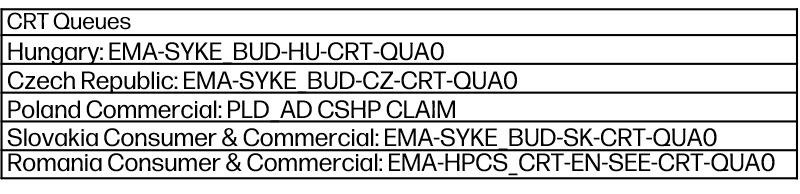 CRT Queues
Hungary: EMA-SYKE_BUD-HU-CRT-QUA0
Czech Republic: EMA-SYKE_BUD-CZ-CRT-QUA0
Poland Commercial: PLD_AD CSHP CLAIM
Slovakia Consumer & Commercial: EMA-SYKE_BUD-SK-CRT-QUA0
Romania Consumer & Commercial: EMA-HPCS_CRT-EN-SEE-CRT-QUA0